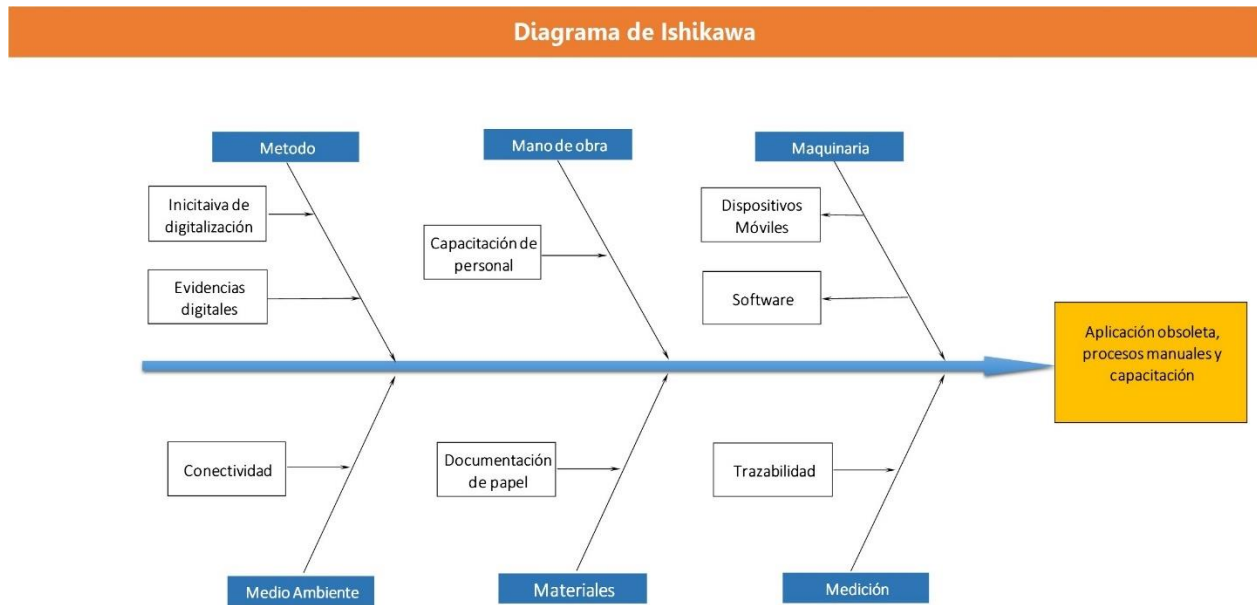 Diagrama de Ishikawa
Metodo
Mano de obra
Maquinaria
Inicitaiva de
digitalización
Dispositivos
Móviles
Capacitación de
personal
Evidencias
digitales
Software
Aplicación obsoleta,
procesos manuales y
capacitación
Conectividad
Documentación
de papel
Trazabilidad
Medio Ambiente
Materiales
Medición